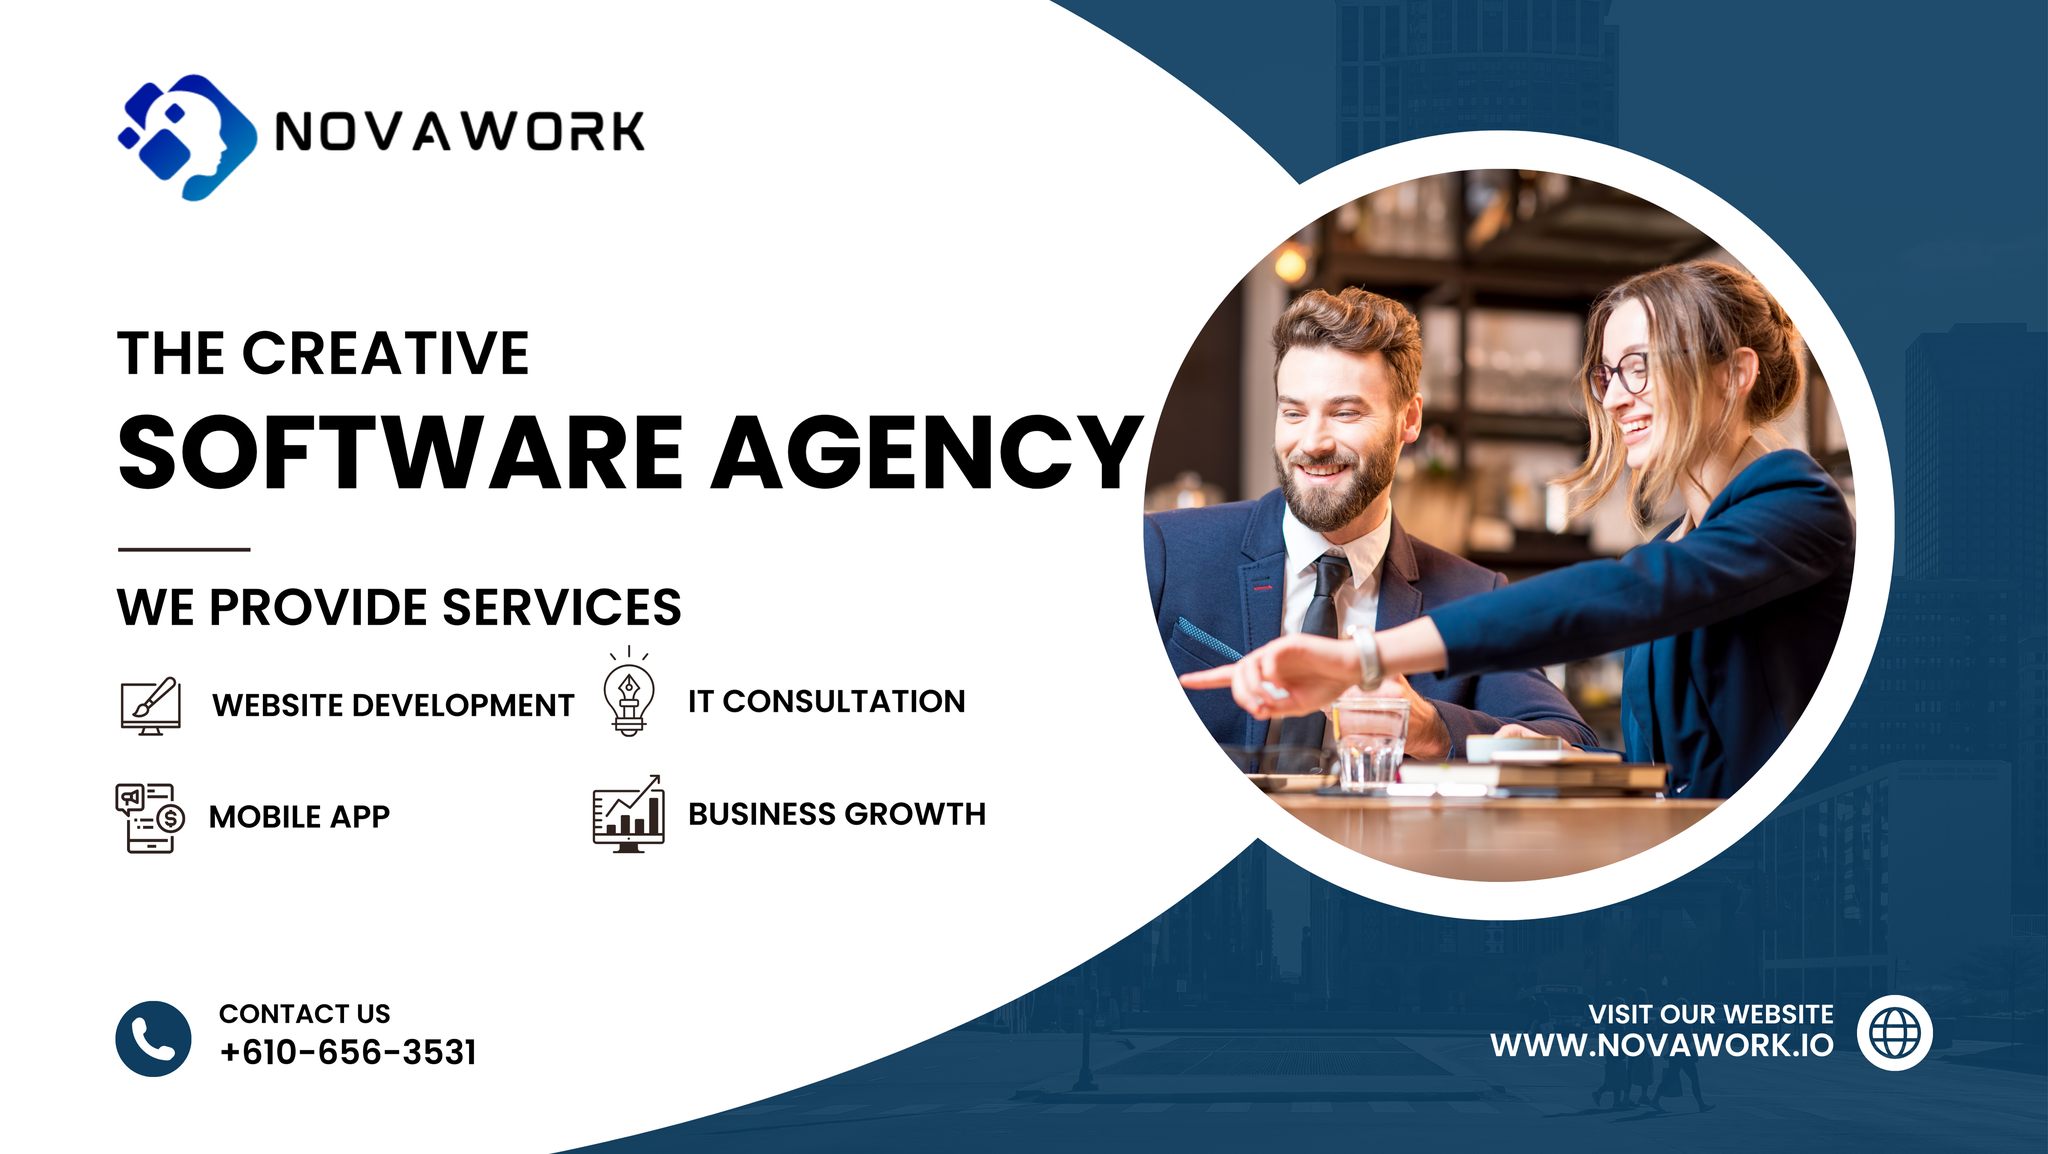 NOVAWORK
THE CREATIVE
SOFTWARE AGENCY
WE PROVIDE SERVICES
WEBSITE DEVELOPMENT
IT CONSULTATION
MOBILE APP
BUSINESS GROWTH
CONTACT US
+610-656-3531
VISIT OUR WEBSITE
WWW.NOVAWORK.IO